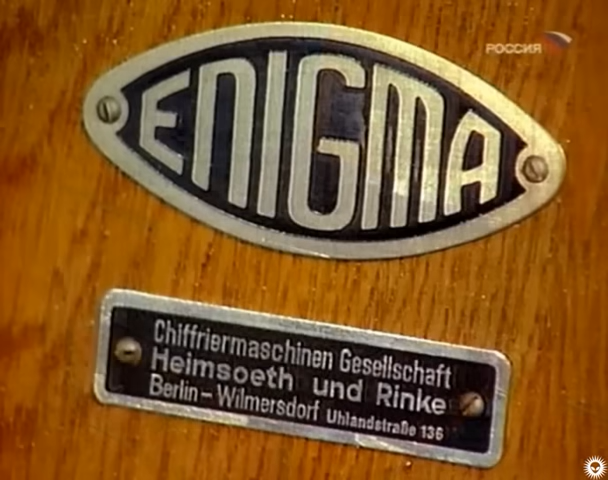 РОССИЯ
ENIGMA
Chiffriermaschinen Gesellschaft
Heimsoeth und Rinke
Berlin-Wilmersdorf Uhlandstraße 136